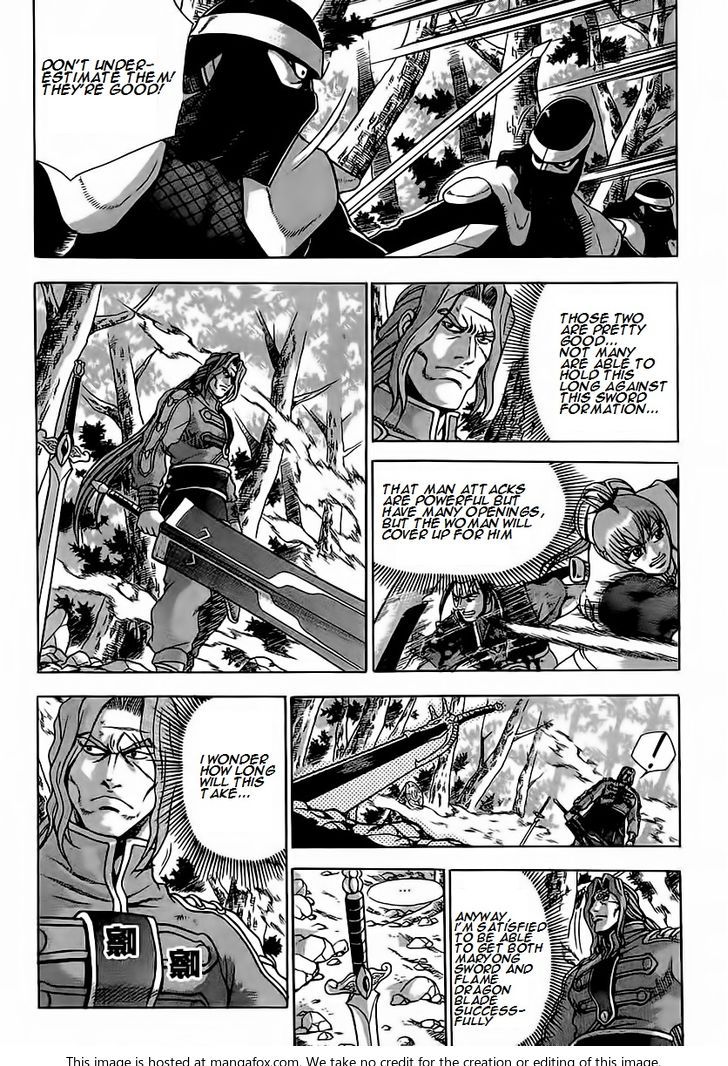 DON'T UNDER-
ESTIMATE THEM!
THEY'RE GOOD!
THOSE TWO
ARE PRETTY
GOOD...
NOT MANY
ARE ABLE TO
HOLD THIS
LONG AGAINST
THIS SWORD
FORMATION...
THAT MAN ATTACKS
ARE POWERFUL BUT
HAVE MANY OPENINGS,
BUT THE WOMAN WILL
COVER UP FOR HIM
I WONDER
HOW LONG
WILL THIS
TAKE...
!
...
ANYWAY,
I'M SATISFIED
TO BE ABLE
TO GET BOTH
MARYONG
SWORD AND
FLAME
DRAGON
BLADE
SUCCESS-
FULLY
This image is hosted at mangafox.com. We take no credit for the creation or editing of this image.